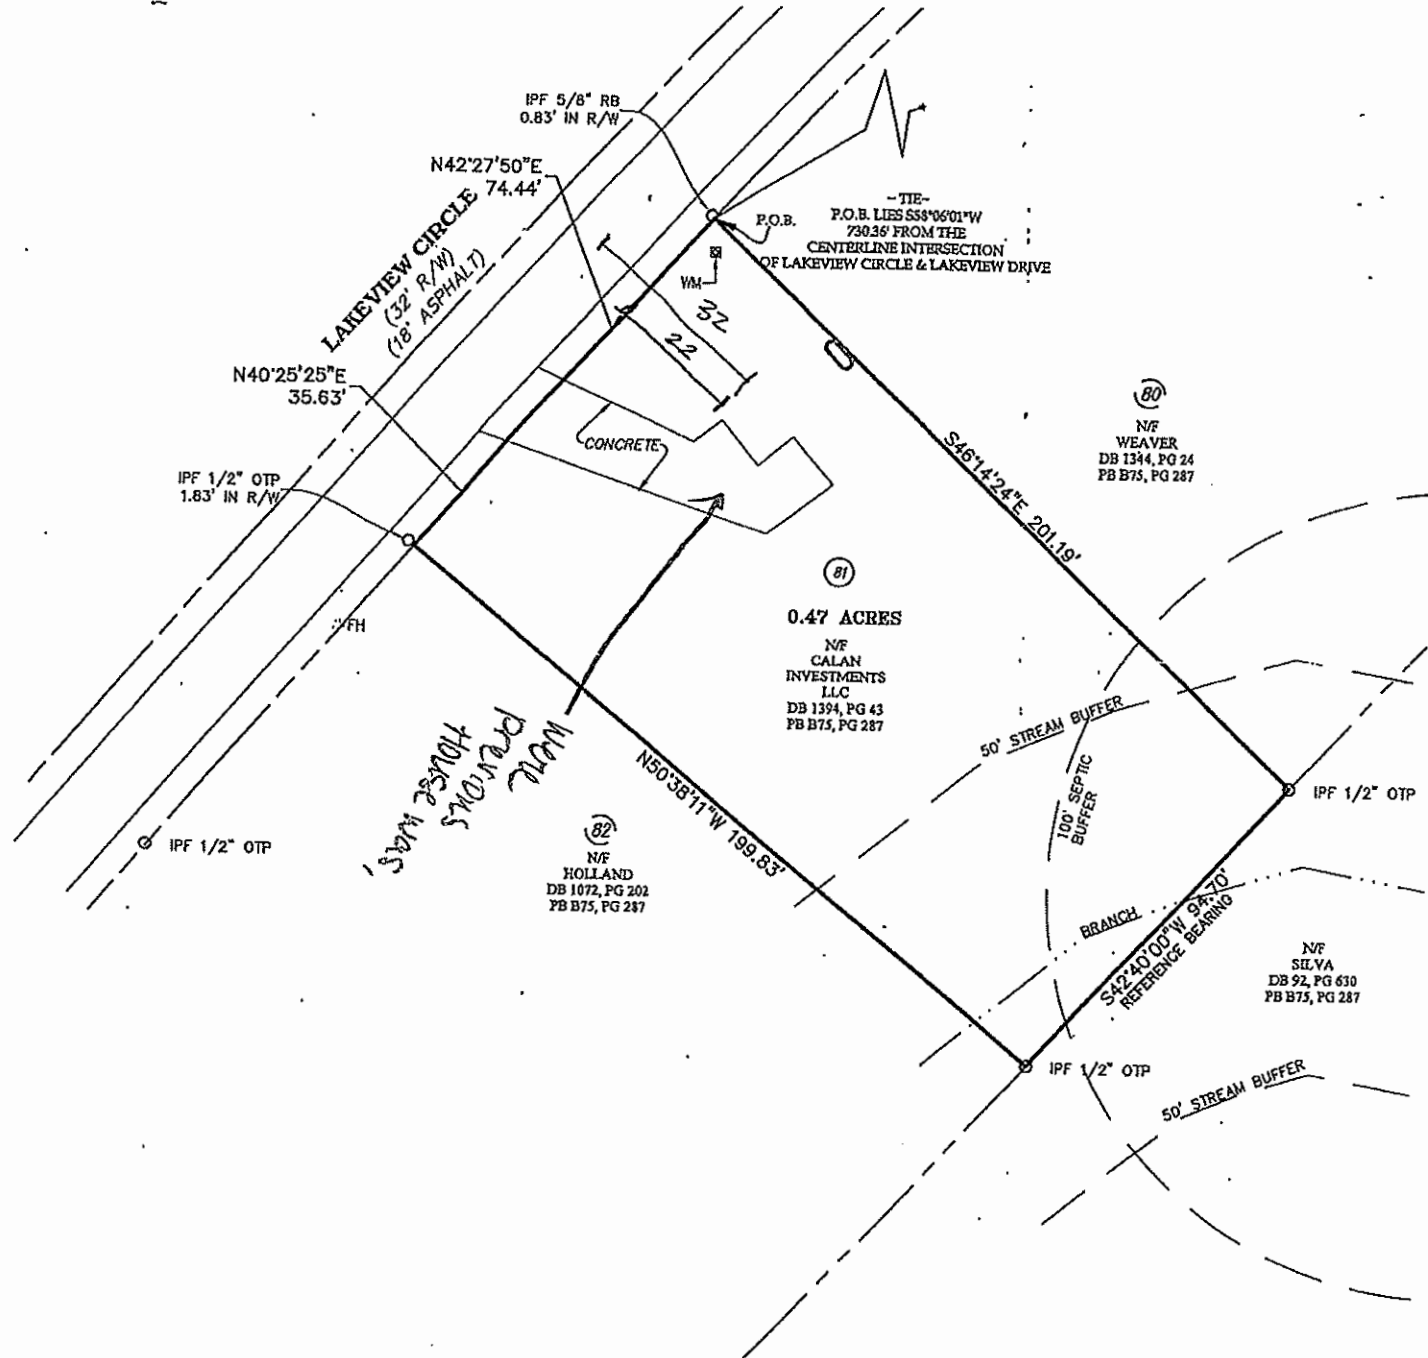 IPF 5/8" RB
0.83' IN R/W
N42°27'50"E
74.44'
LAKEVIEW CIRCLE
(32' R/W)
(18' ASPHALT)
P.O.B.
-TIE-
P.O.B. LIES S58°06'01"W
730.36' FROM THE
CENTERLINE INTERSECTION
OF LAKEVIEW CIRCLE & LAKEVIEW DRIVE
WM
32
22
N40°25'25"E
35.63'
CONCRETE
IPF 1/2" OTP
1.83' IN R/W
80
N/F
WEAVER
DB 1344, PG 24
PB B75, PG 287
S46°14'24"E 201.19'
81
0.47 ACRES
N/F
CALAN
INVESTMENTS
LLC
DB 1394, PG 43
PB B75, PG 287
FH
50' STREAM BUFFER
100' SEPTIC
BUFFER
IPF 1/2" OTP
Were
Previous
House was,
N50°38'11"W 199.83'
82
N/F
HOLLAND
DB 1072, PG 202
PB B75, PG 287
IPF 1/2" OTP
BRANCH
S42°40'00"W 94.70'
REFERENCE BEARING
N/F
SILVA
DB 92, PG 630
PB B75, PG 287
IPF 1/2" OTP
50' STREAM BUFFER